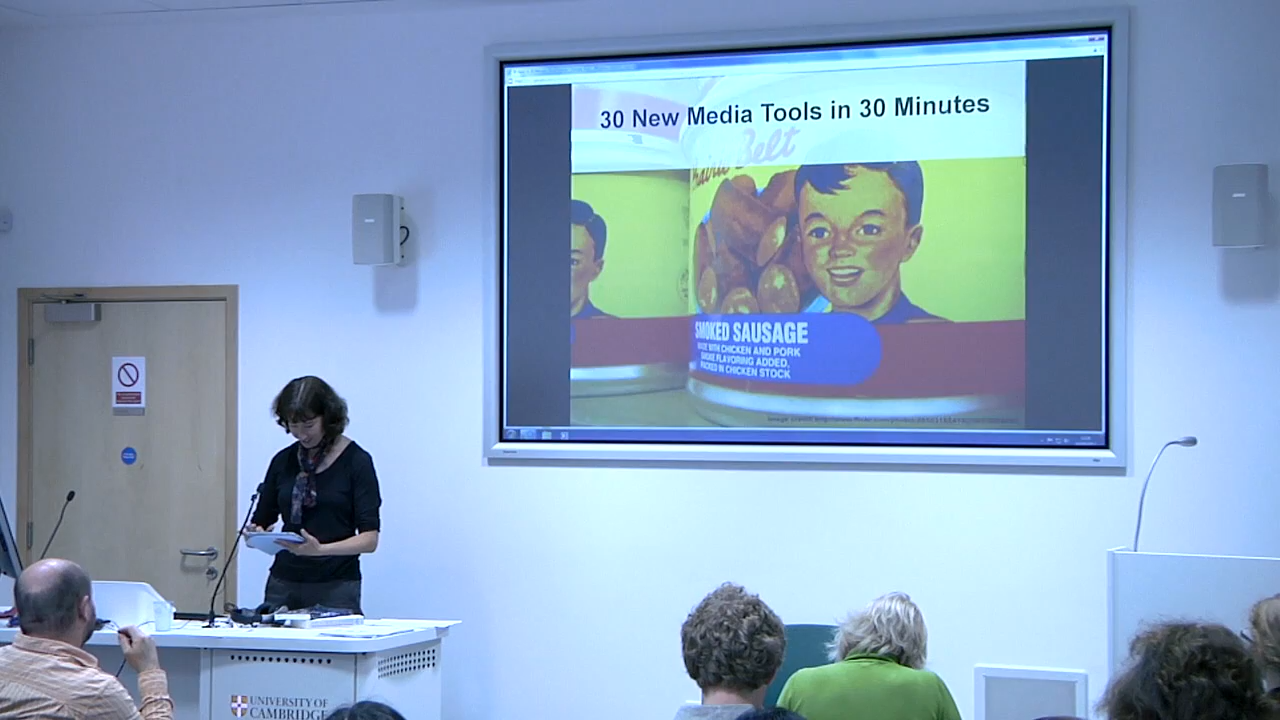 30 New Media Tools in 30 Minutes
Belt
SMOKED SAUSAGE
MADE WITH CHICKEN AND PORK
SMOKE FLAVORING ADDED.
PACKED IN CHICKEN STOCK
UNIVERSITY OF
CAMBRIDGE